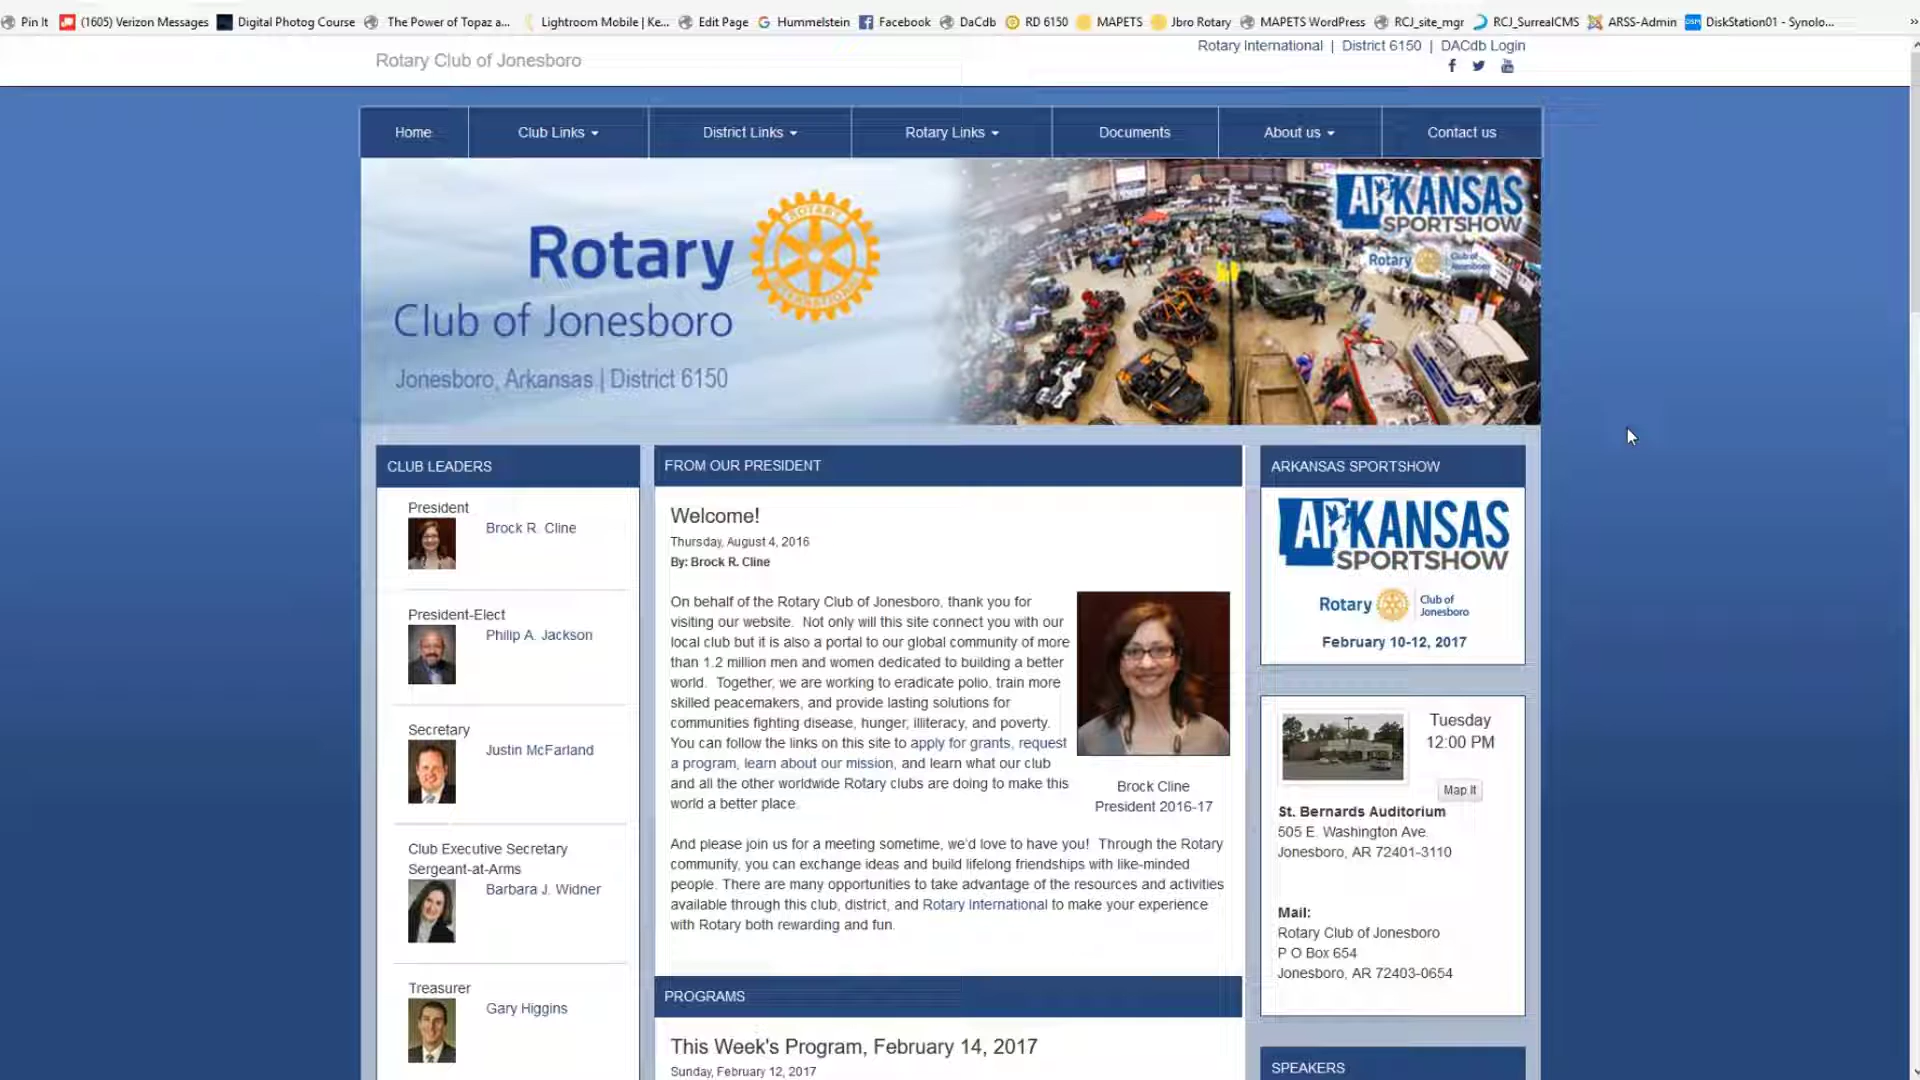 Pin It (1605) Verizon Messages Digital Photog Course The Power of Topaz a... Lightroom Mobile | Ke... Edit Page Hummelstein Facebook DaCdb RD 6150 MAPETS Jbro Rotary MAPETS WordPress RCJ_site_mgr RCJ_SurrealCMS ARSS-Admin DiskStation01 - Synolo... »
Rotary Club of Jonesboro
Rotary International | District 6150 | DACdb Login
Home Club Links District Links Rotary Links Documents About us Contact us
Rotary
ROTARY
INTERNATIONAL
Club of Jonesboro
Jonesboro, Arkansas | District 6150
ARKANSAS
SPORTSHOW
Rotary Club of
Jonesboro
CLUB LEADERS
President
Brock R. Cline
President-Elect
Philip A. Jackson
Secretary
Justin McFarland
Club Executive Secretary
Sergeant-at-Arms
Barbara J. Widner
Treasurer
Gary Higgins
FROM OUR PRESIDENT
Welcome!
Thursday, August 4, 2016
By: Brock R. Cline
On behalf of the Rotary Club of Jonesboro, thank you for
visiting our website. Not only will this site connect you with our
local club but it is also a portal to our global community of more
than 1.2 million men and women dedicated to building a better
world. Together, we are working to eradicate polio, train more
skilled peacemakers, and provide lasting solutions for
communities fighting disease, hunger, illiteracy, and poverty.
You can follow the links on this site to apply for grants, request
a program, learn about our mission, and learn what our club
and all the other worldwide Rotary clubs are doing to make this
world a better place.
Brock Cline
President 2016-17
And please join us for a meeting sometime, we'd love to have you! Through the Rotary
community, you can exchange ideas and build lifelong friendships with like-minded
people. There are many opportunities to take advantage of the resources and activities
available through this club, district, and Rotary International to make your experience
with Rotary both rewarding and fun.
PROGRAMS
This Week's Program, February 14, 2017
Sunday, February 12, 2017
ARKANSAS SPORTSHOW
ARKANSAS
SPORTSHOW
Rotary Club of
Jonesboro
February 10-12, 2017
Tuesday
12:00 PM
Map It
St. Bernards Auditorium
505 E. Washington Ave.
Jonesboro, AR 72401-3110
Mail:
Rotary Club of Jonesboro
P O Box 654
Jonesboro, AR 72403-0654
SPEAKERS